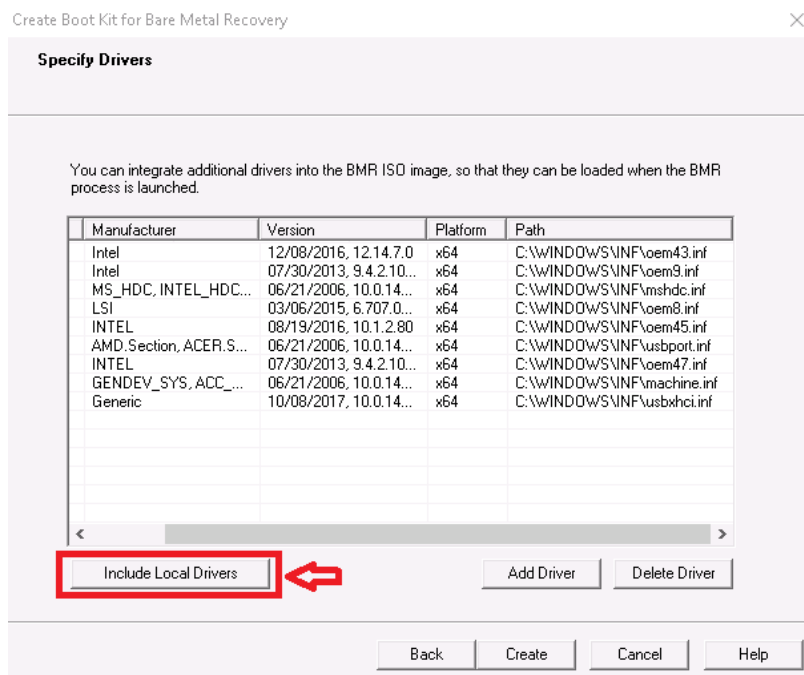 Create Boot Kit for Bare Metal Recovery
Specify Drivers
You can integrate additional drivers into the BMR ISO image, so that they can be loaded when the BMR
process is launched.
Manufacturer Version Platform Path
Intel 12/08/2016, 12.14.7.0 x64 C:\WINDOWS\INF\oem43.inf
Intel 07/30/2013, 9.4.2.10... x64 C:\WINDOWS\INF\oem9.inf
MS_HDC, INTEL_HDC... 06/21/2006, 10.0.14... x64 C:\WINDOWS\INF\mshdc.inf
LSI 03/06/2015, 6.707.0... x64 C:\WINDOWS\INF\oem8.inf
INTEL 08/19/2016, 10.1.2.80 x64 C:\WINDOWS\INF\oem45.inf
AMD.Section, ACER.S... 06/21/2006, 10.0.14... x64 C:\WINDOWS\INF\usbport.inf
INTEL 07/30/2013, 9.4.2.10... x64 C:\WINDOWS\INF\oem47.inf
GENDEV_SYS, ACC_... 06/21/2006, 10.0.14... x64 C:\WINDOWS\INF\machine.inf
Generic 10/08/2017, 10.0.14... x64 C:\WINDOWS\INF\usbxhci.inf
Include Local Drivers Add Driver Delete Driver
Back Create Cancel Help